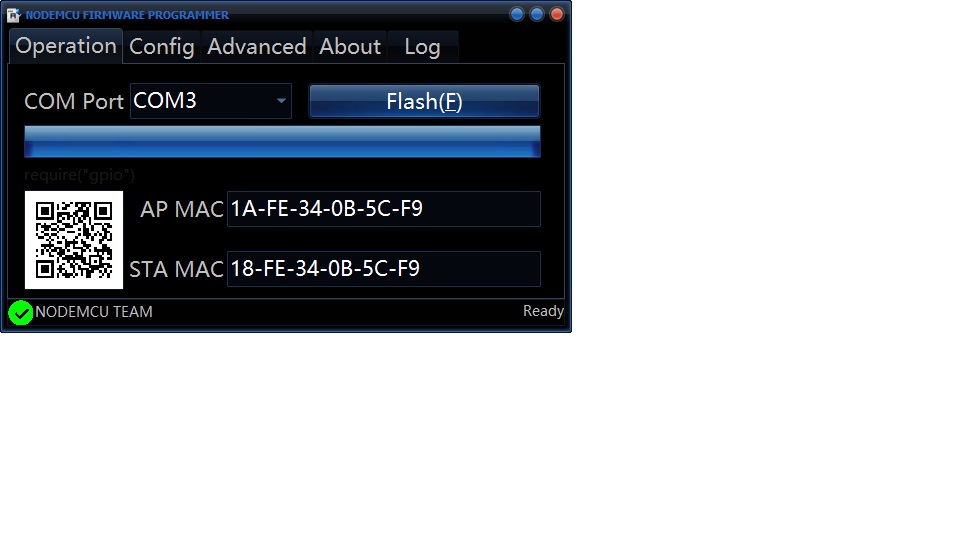 NODEMCU FIRMWARE PROGRAMMER
Operation Config Advanced About Log
COM Port COM3 Flash(F)
require("gpio")
AP MAC 1A-FE-34-0B-5C-F9
STA MAC 18-FE-34-0B-5C-F9
NODEMCU TEAM Ready